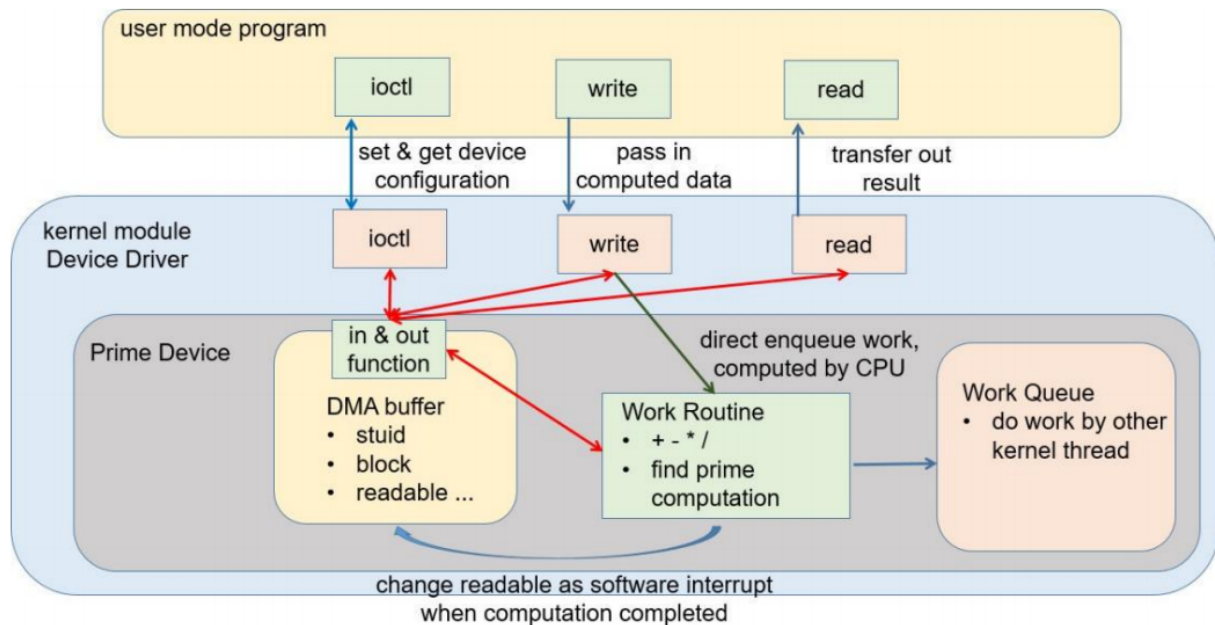 user mode program
ioctl
write
read
set & get device
configuration
pass in
computed data
transfer out
result
kernel module
Device Driver
ioctl
write
read
Prime Device
in & out
function
direct enqueue work,
computed by CPU
DMA buffer
• stuid
• block
• readable ...
Work Routine
• + - * /
• find prime
computation
Work Queue
• do work by other
kernel thread
change readable as software interrupt
when computation completed